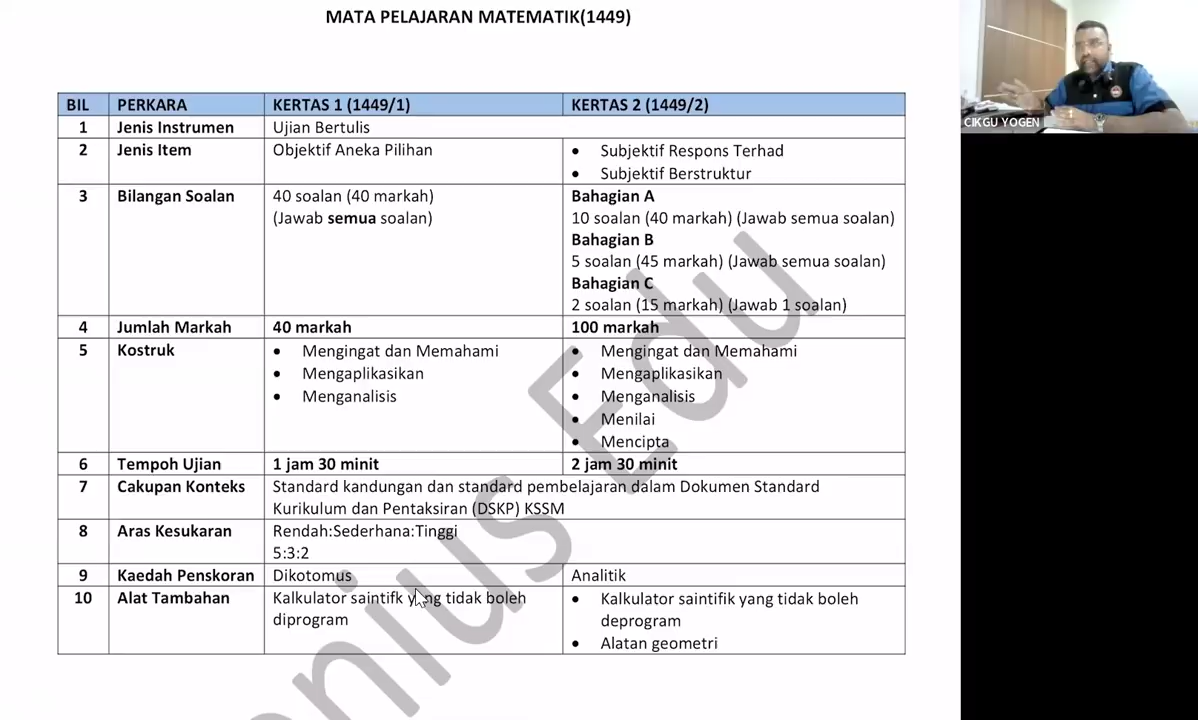 MATA PELAJARAN MATEMATIK(1449)
BIL PERKARA KERTAS 1 (1449/1) KERTAS 2 (1449/2)
1 Jenis Instrumen Ujian Bertulis
2 Jenis Item Objektif Aneka Pilihan
• Subjektif Respons Terhad
• Subjektif Berstruktur
3 Bilangan Soalan 40 soalan (40 markah)
(Jawab semua soalan)
Bahagian A
10 soalan (40 markah) (Jawab semua soalan)
Bahagian B
5 soalan (45 markah) (Jawab semua soalan)
Bahagian C
2 soalan (15 markah) (Jawab 1 soalan)
4 Jumlah Markah 40 markah 100 markah
5 Kostruk
• Mengingat dan Memahami
• Mengaplikasikan
• Menganalisis
• Mengingat dan Memahami
• Mengaplikasikan
• Menganalisis
• Menilai
• Mencipta
6 Tempoh Ujian 1 jam 30 minit 2 jam 30 minit
7 Cakupan Konteks Standard kandungan dan standard pembelajaran dalam Dokumen Standard
Kurikulum dan Pentaksiran (DSKP) KSSM
8 Aras Kesukaran Rendah:Sederhana:Tinggi
5:3:2
9 Kaedah Penskoran Dikotomus Analitik
10 Alat Tambahan Kalkulator saintifk yang tidak boleh
diprogram
• Kalkulator saintifik yang tidak boleh
deprogram
• Alatan geometri
enius Edu
CIKGU YOGEN